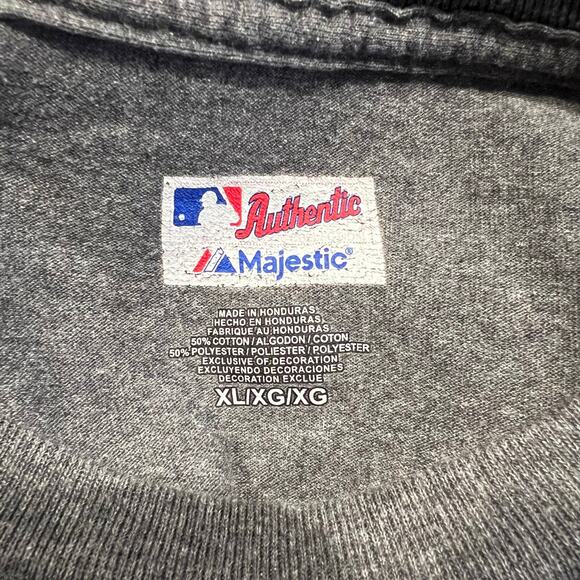 Authentic
Majestic®
MADE IN HONDURAS
HECHO EN HONDURAS
FABRIQUE AU HONDURAS
50% COTTON / ALGODON / COTON
50% POLYESTER / POLIESTER / POLYESTER
EXCLUSIVE OF DECORATION
EXCLUYENDO DECORACIONES
DECORATION EXCLUE
XL/XG/XG